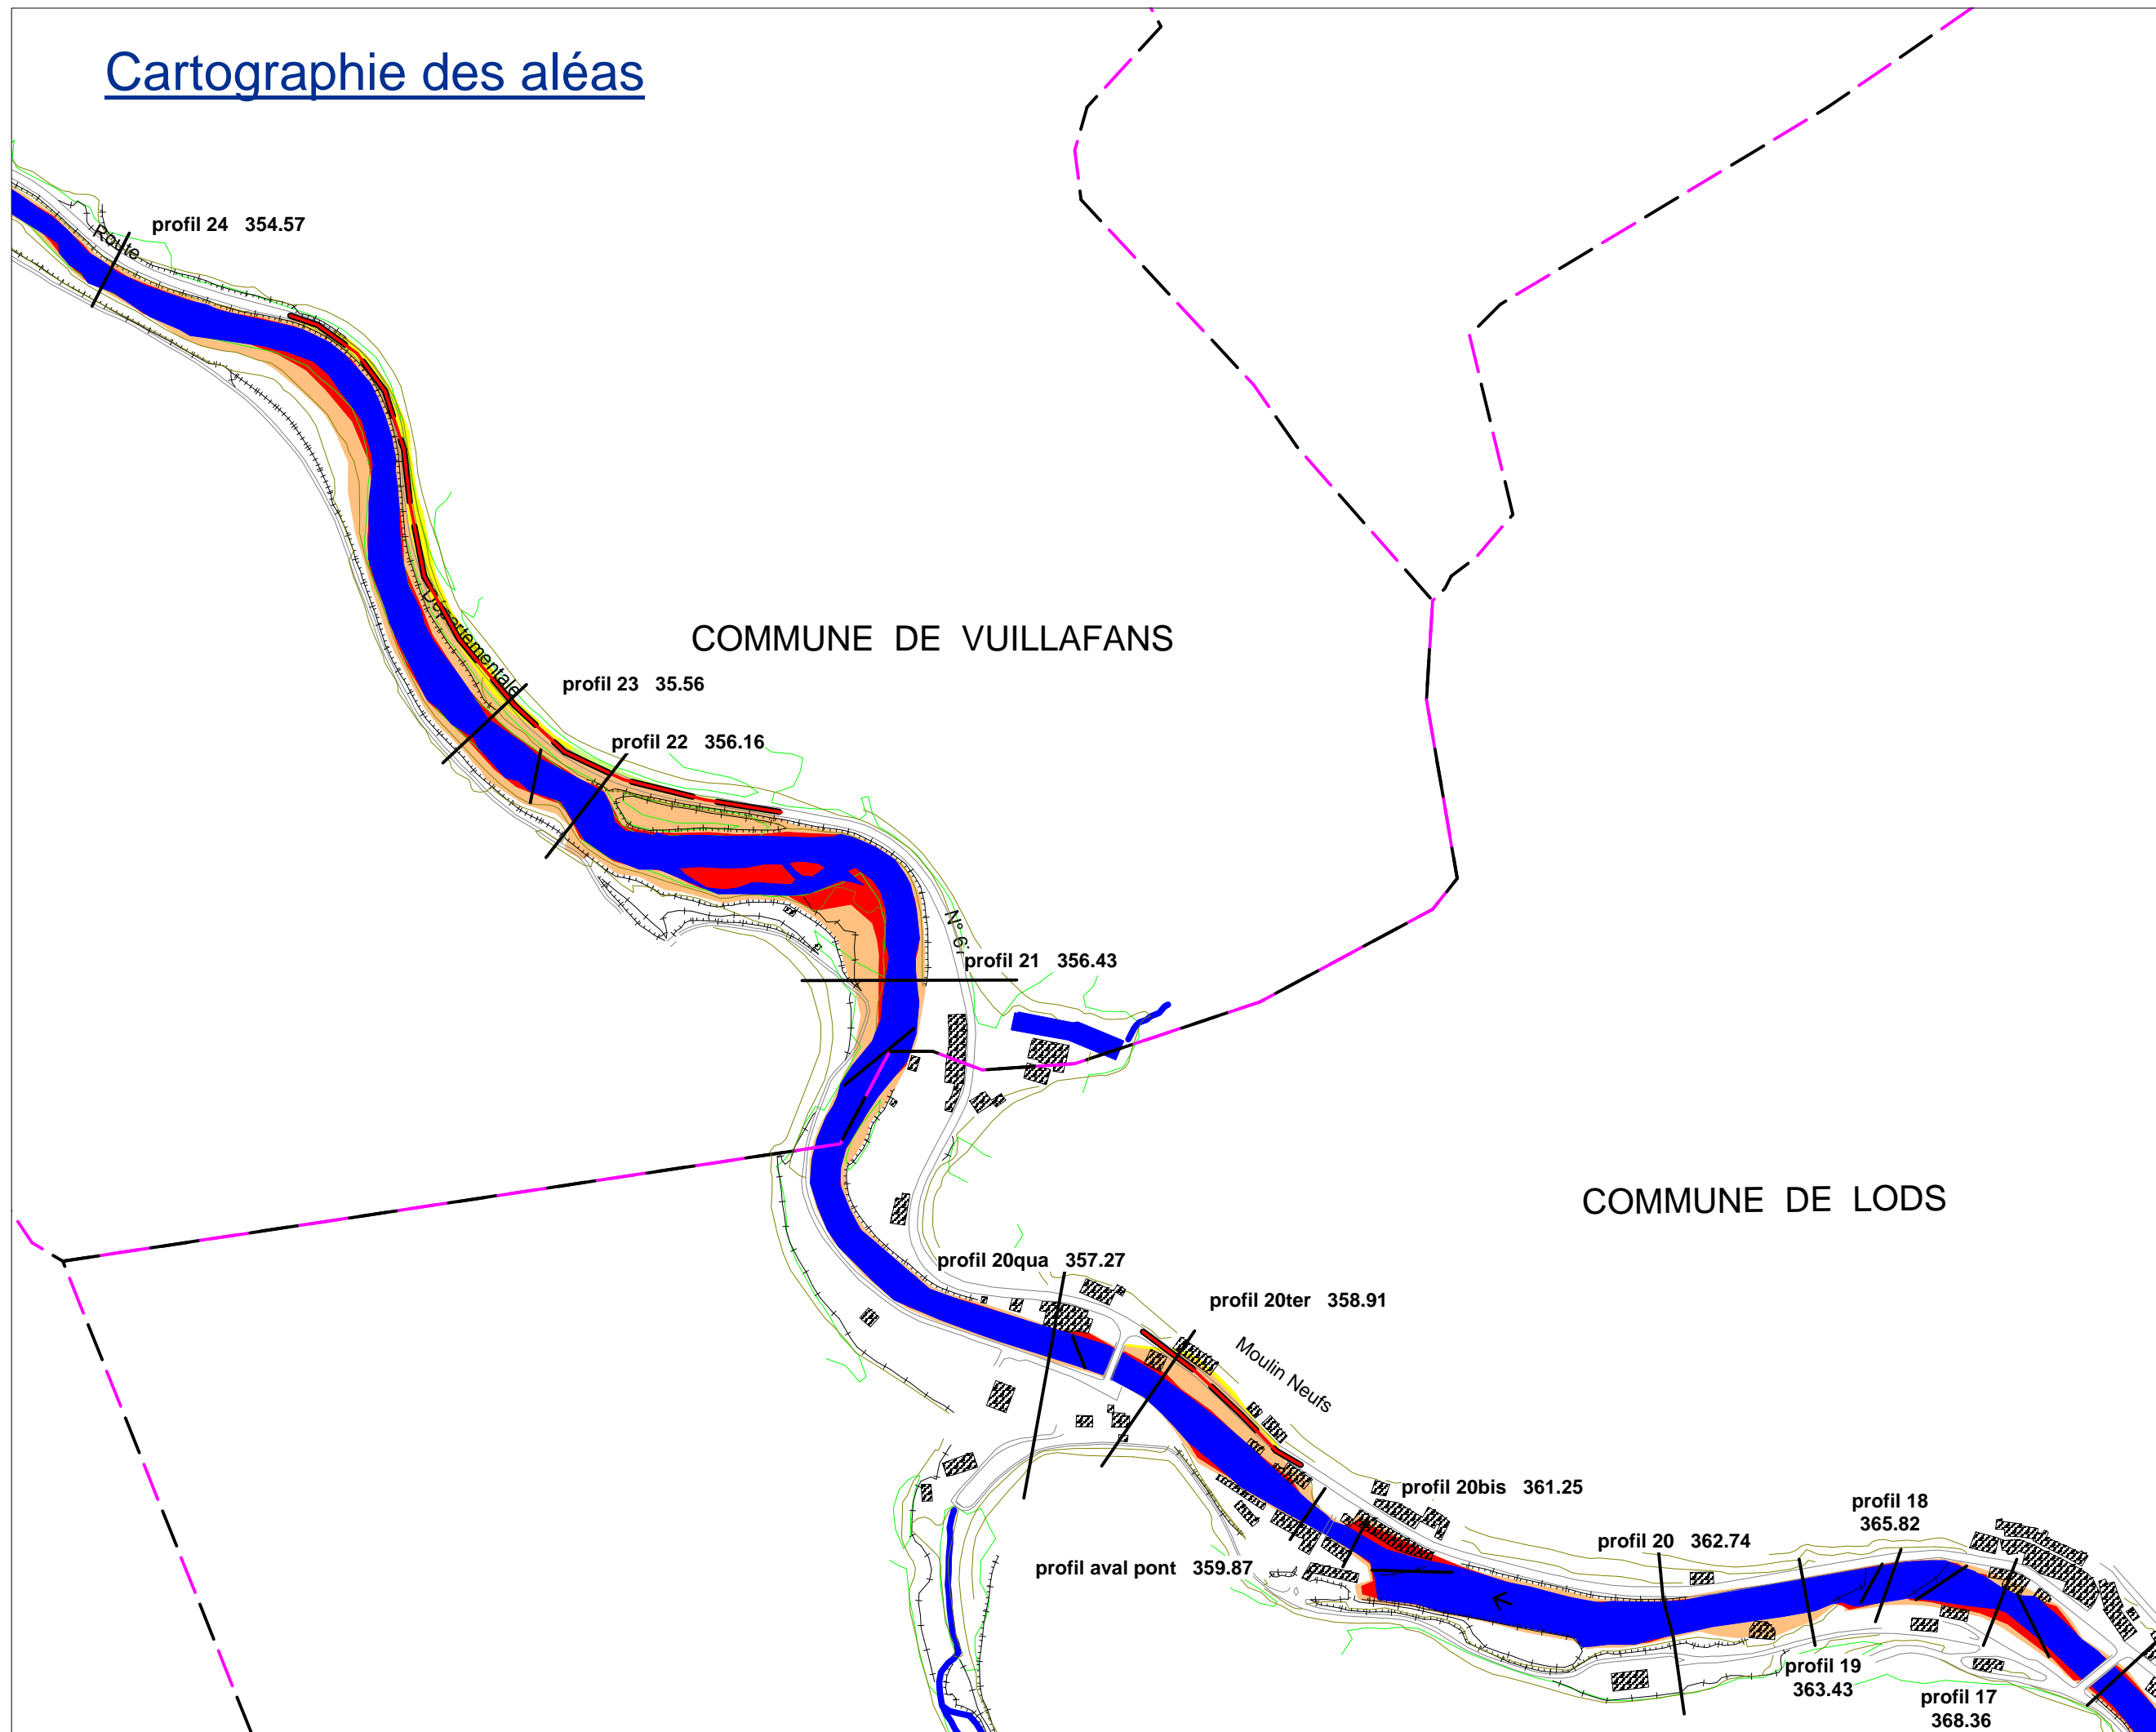 Cartographie des aléas
profil 24 354.57
Route
Départementale
COMMUNE DE VUILLAFANS
profil 23 35.56
profil 22 356.16
N° 67
profil 21 356.43
COMMUNE DE LODS
profil 20qua 357.27
profil 20ter 358.91
Moulin Neufs
profil 20bis 361.25
profil 18
365.82
profil 20 362.74
profil aval pont 359.87
profil 19
363.43
profil 17
368.36